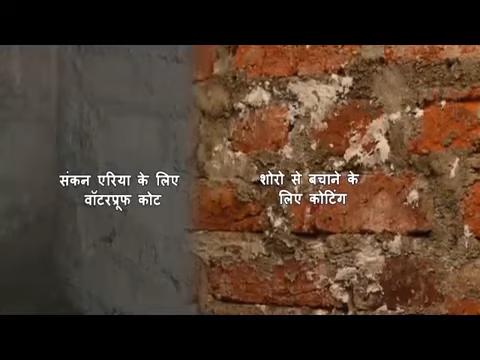 संकन एरिया के लिए
वॉटरप्रूफ कोट
शोरो से बचाने के
लिए कोटिंग